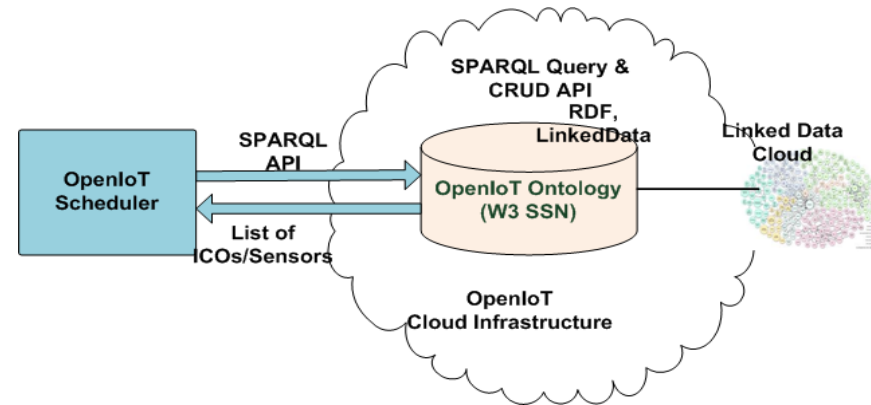 SPARQL Query &
CRUD API
RDF,
LinkedData
Linked Data
Cloud
SPARQL
API
OpenIoT
Scheduler
OpenIoT Ontology
(W3 SSN)
List of
ICOs/Sensors
OpenIoT
Cloud Infrastructure